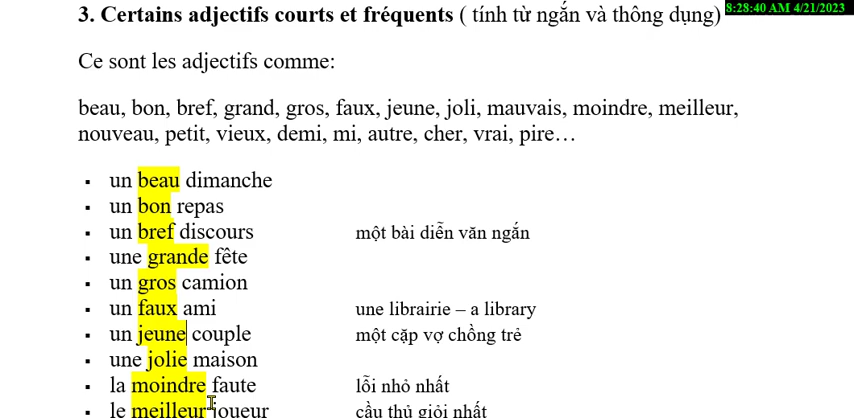 3. Certains adjectifs courts et fréquents ( tính từ ngắn và thông dụng)
8:28:40 AM 4/21/2023
Ce sont les adjectifs comme:
beau, bon, bref, grand, gros, faux, jeune, joli, mauvais, moindre, meilleur,
nouveau, petit, vieux, demi, mi, autre, cher, vrai, pire…
▪ un beau dimanche
▪ un bon repas
▪ un bref discours một bài diễn văn ngắn
▪ une grande fête
▪ un gros camion
▪ un faux ami une librairie – a library
▪ un jeune couple một cặp vợ chồng trẻ
▪ une jolie maison
▪ la moindre faute lỗi nhỏ nhất
▪ le meilleur joueur cầu thủ giỏi nhất